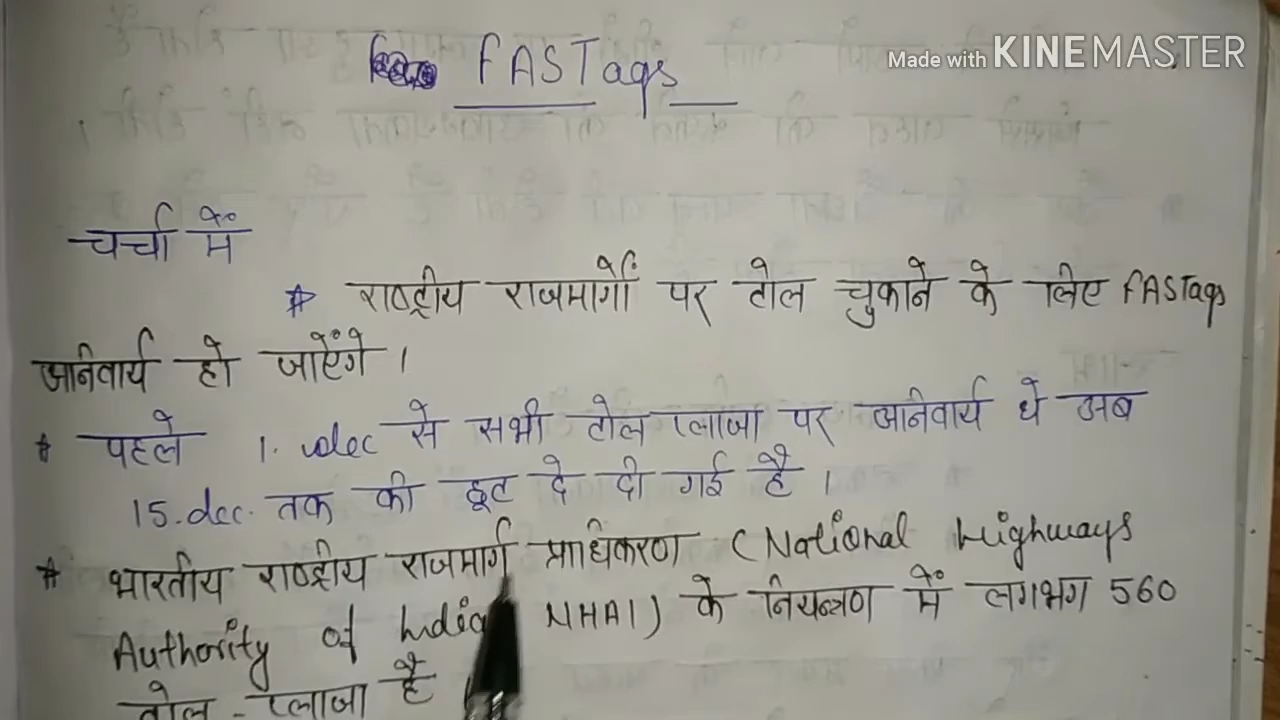 Made with KINEMASTER
FASTags
चर्चा में
* राष्ट्रीय राजमार्गों पर टोल चुकाने के लिए FASTags
अनिवार्य हो जाएँगे ।
* पहले 1. dec से सभी टोल प्लाजा पर अनिवार्य थे अब
15. dec. तक की छूट दे दी गई है ।
* भारतीय राष्ट्रीय राजमार्ग प्राधिकरण (National Highways
Authority of India NHAI) के नियन्त्रण में लगभग 560
टोल - प्लाजा है